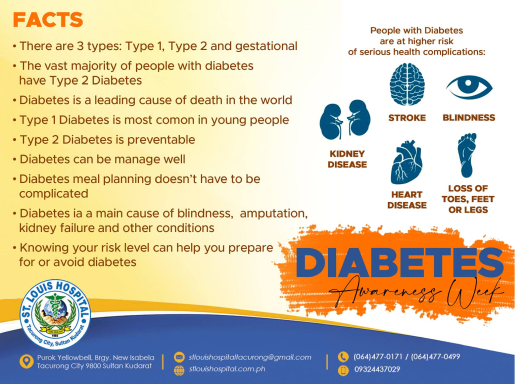 FACTS
• There are 3 types: Type 1, Type 2 and gestational
• The vast majority of people with diabetes
have Type 2 Diabetes
• Diabetes is a leading cause of death in the world
• Type 1 Diabetes is most comon in young people
• Type 2 Diabetes is preventable
• Diabetes can be manage well
• Diabetes meal planning doesn't have to be
complicated
• Diabetes ia a main cause of blindness, amputation,
kidney failure and other conditions
• Knowing your risk level can help you prepare
for or avoid diabetes
People with Diabetes
are at higher risk
of serious health complications:
STROKE
BLINDNESS
KIDNEY
DISEASE
HEART
DISEASE
LOSS OF
TOES, FEET
OR LEGS
DIABETES
Awareness Week
ST. LOUIS HOSPITAL
Tacurong City, Sultan Kudarat
Purok Yellowbell, Brgy. New Isabela
Tacurong City 9800 Sultan Kudarat
stlouishospitaltacurong@gmail.com
stlouishospital.com.ph
(064)477-0171 / (064)477-0499
09324437029